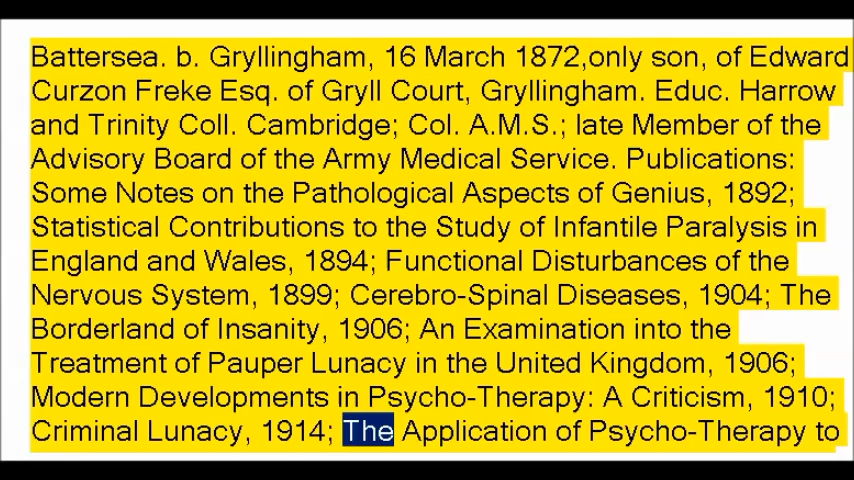 Battersea. b. Gryllingham, 16 March 1872,only son, of Edward
Curzon Freke Esq. of Gryll Court, Gryllingham. Educ. Harrow
and Trinity Coll. Cambridge; Col. A.M.S.; late Member of the
Advisory Board of the Army Medical Service. Publications:
Some Notes on the Pathological Aspects of Genius, 1892;
Statistical Contributions to the Study of Infantile Paralysis in
England and Wales, 1894; Functional Disturbances of the
Nervous System, 1899; Cerebro-Spinal Diseases, 1904; The
Borderland of Insanity, 1906; An Examination into the
Treatment of Pauper Lunacy in the United Kingdom, 1906;
Modern Developments in Psycho-Therapy: A Criticism, 1910;
Criminal Lunacy, 1914; The Application of Psycho-Therapy to